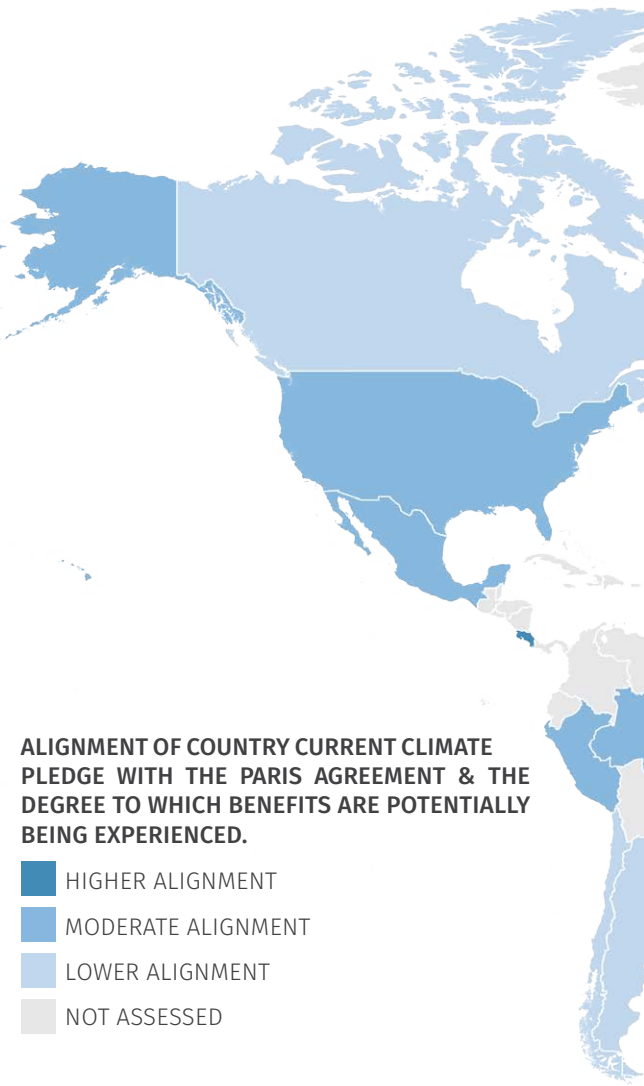 ALIGNMENT OF COUNTRY CURRENT CLIMATE
PLEDGE WITH THE PARIS AGREEMENT & THE
DEGREE TO WHICH BENEFITS ARE POTENTIALLY
BEING EXPERIENCED.
HIGHER ALIGNMENT
MODERATE ALIGNMENT
LOWER ALIGNMENT
NOT ASSESSED